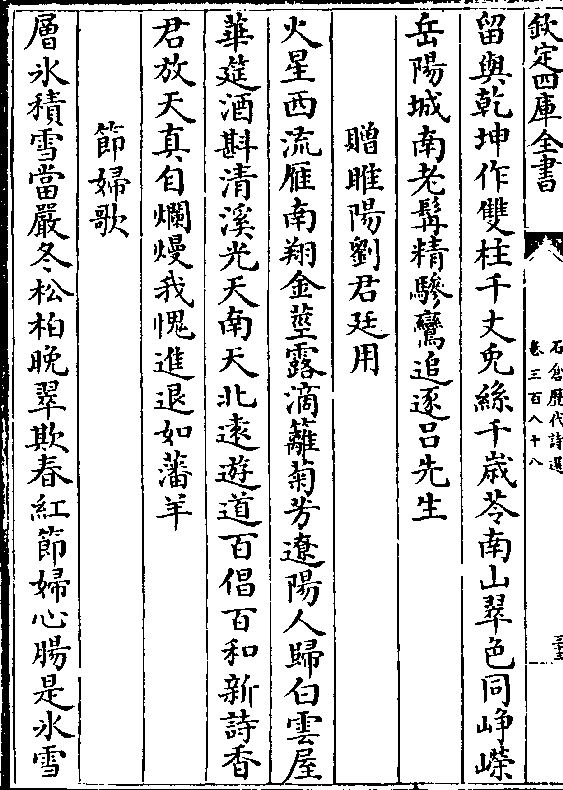 欽定四庫全書
石倉歷代詩選
卷三百八十八
留與乾坤作雙柱千丈兎絲千歳苓南山翠色同崢嶸
岳陽城南老髯精驂鸞追逐吕先生
贈睢陽劉君廷用
火星西流雁南翔金莖露滴籬菊芳遼陽人歸白雲屋
華筵酒斟清溪光天南天北逺遊道百倡百和新詩香
君放天真自爛熳我愧進退如藩羊
節婦歌
層氷積雪當嚴冬松柏晚翠欺春紅節婦心腸是氷雪